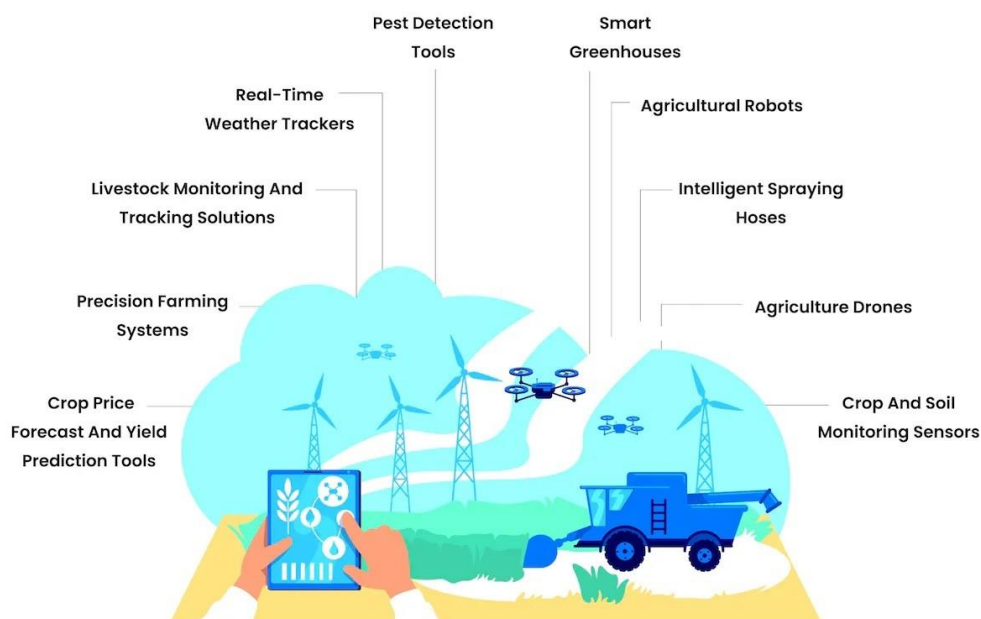 Pest Detection
Tools
Smart
Greenhouses
Real-Time
Weather Trackers
Agricultural Robots
Livestock Monitoring And
Tracking Solutions
Intelligent Spraying
Hoses
Precision Farming
Systems
Agriculture Drones
Crop Price
Forecast And Yield
Prediction Tools
Crop And Soil
Monitoring Sensors